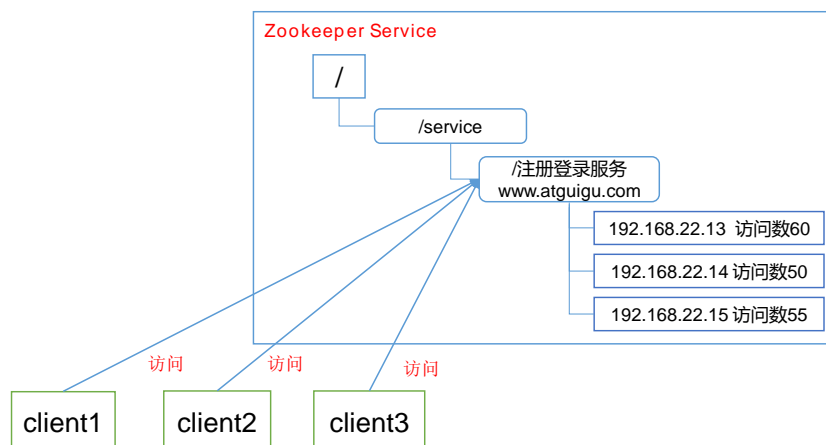 Zookeeper Service
/
/service
/注册登录服务
www.atguigu.com
192.168.22.13 访问数60
192.168.22.14 访问数50
192.168.22.15 访问数55
访问
访问
访问
client1
client2
client3